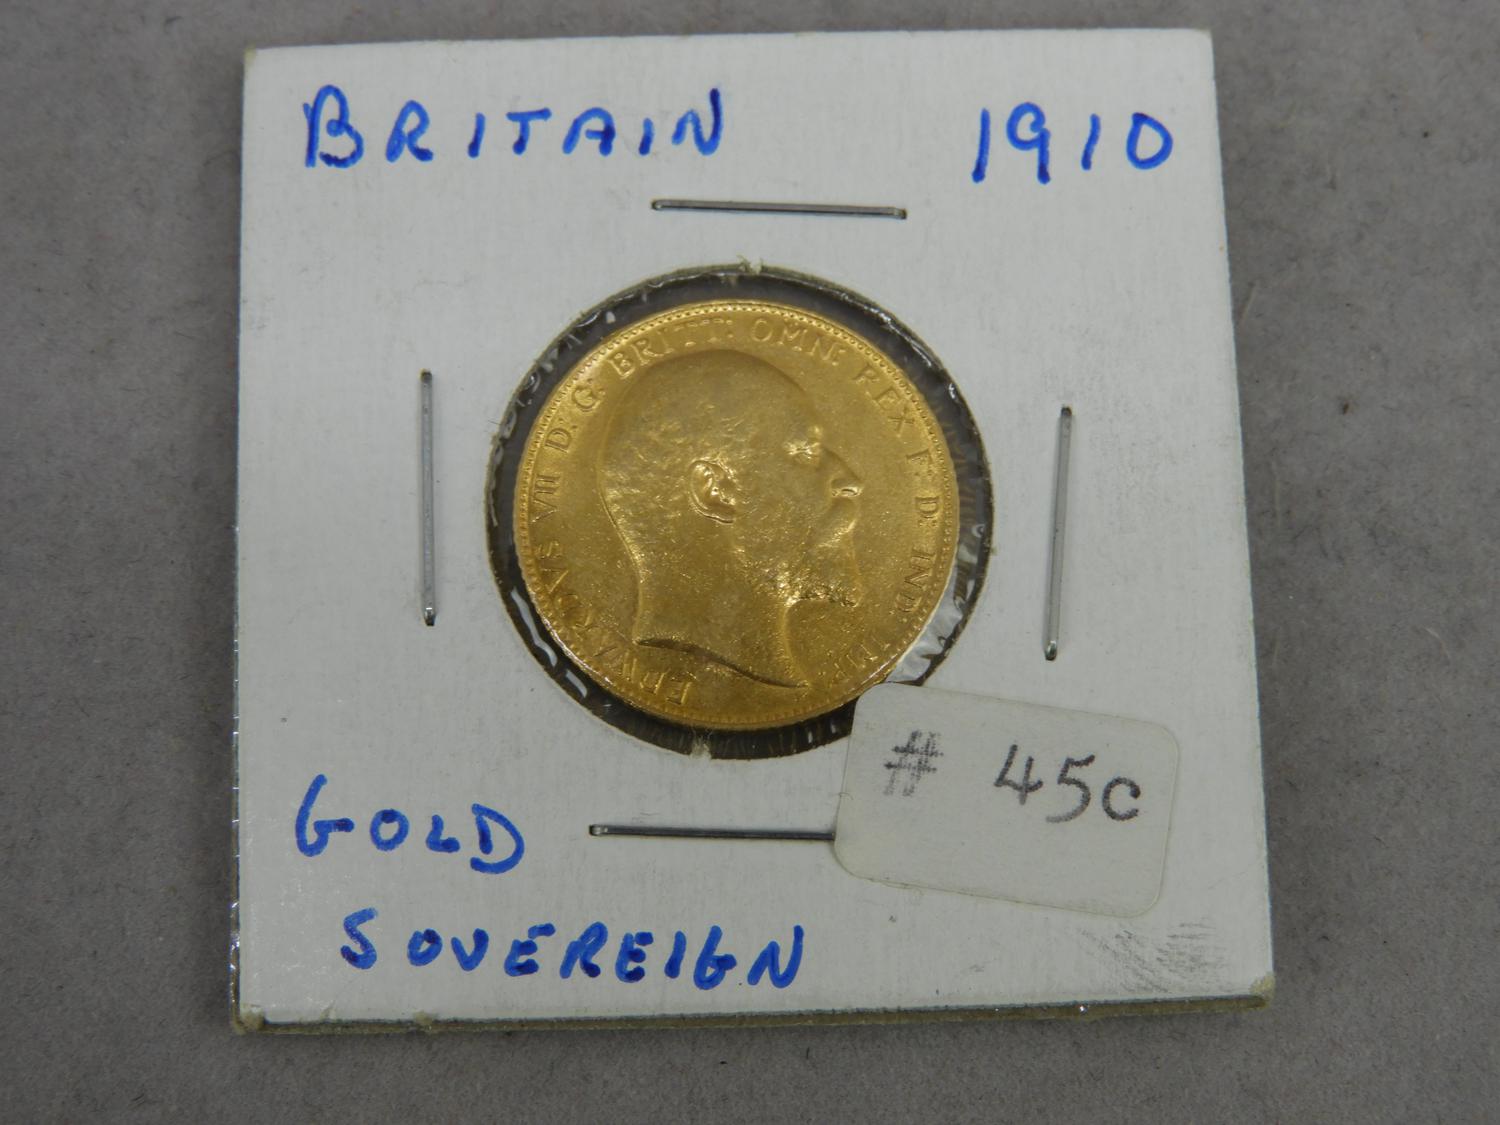 BRITAIN 1910
EDWARDVS VII D: G: BRITT: OMN: REX F: D: IND: IMP:
# 45c
GOLD
SOVEREIGN